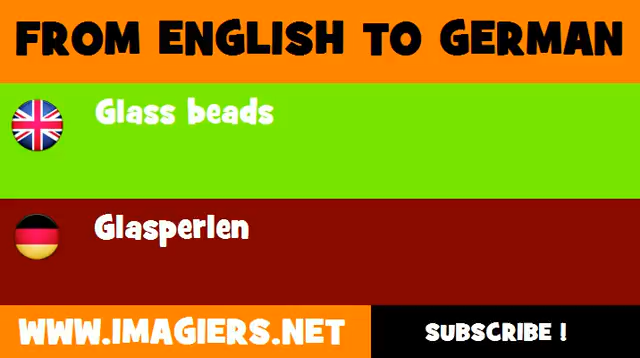 FROM ENGLISH TO GERMAN
Glass beads
Glasperlen
WWW.IMAGIERS.NET
SUBSCRIBE !